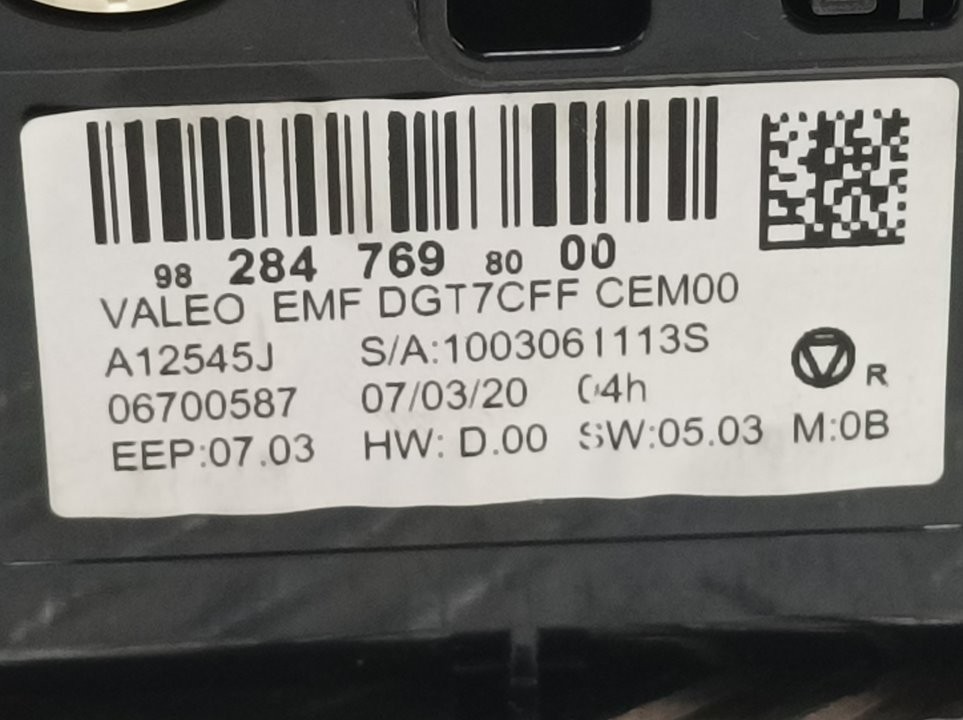 98 284 769 80 00
VALEO EMF DGT7CFF CEM00
A12545J S/A:1003061113S
R
06700587 07/03/20 04h
EEP:07.03 HW: D.00 SW:05.03 M:0B